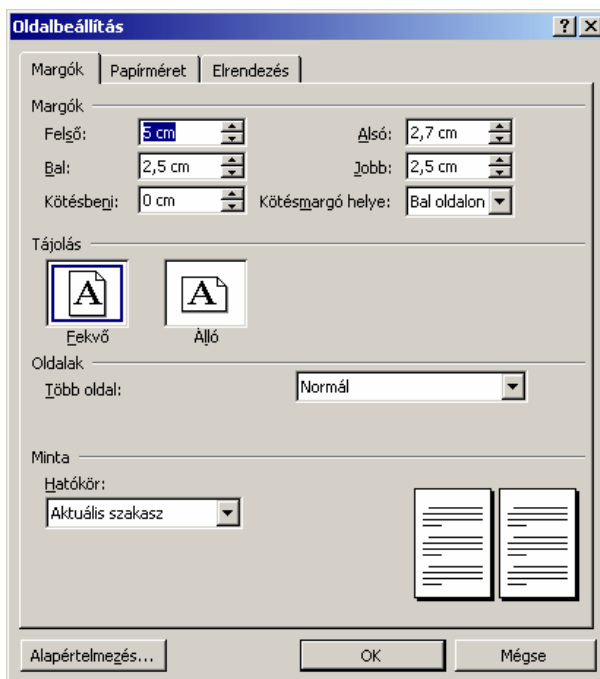 Oldalbeállítás
Margók Papírméret Elrendezés
Margók
Felső: 5 cm Alsó: 2,7 cm
Bal: 2,5 cm Jobb: 2,5 cm
Kötésbeni: 0 cm Kötésmargó helye: Bal oldalon
Tájolás
A A
Fekvő Álló
Oldalak
Több oldal: Normál
Minta
Hatókör:
Aktuális szakasz
Alapértelmezés... OK Mégse